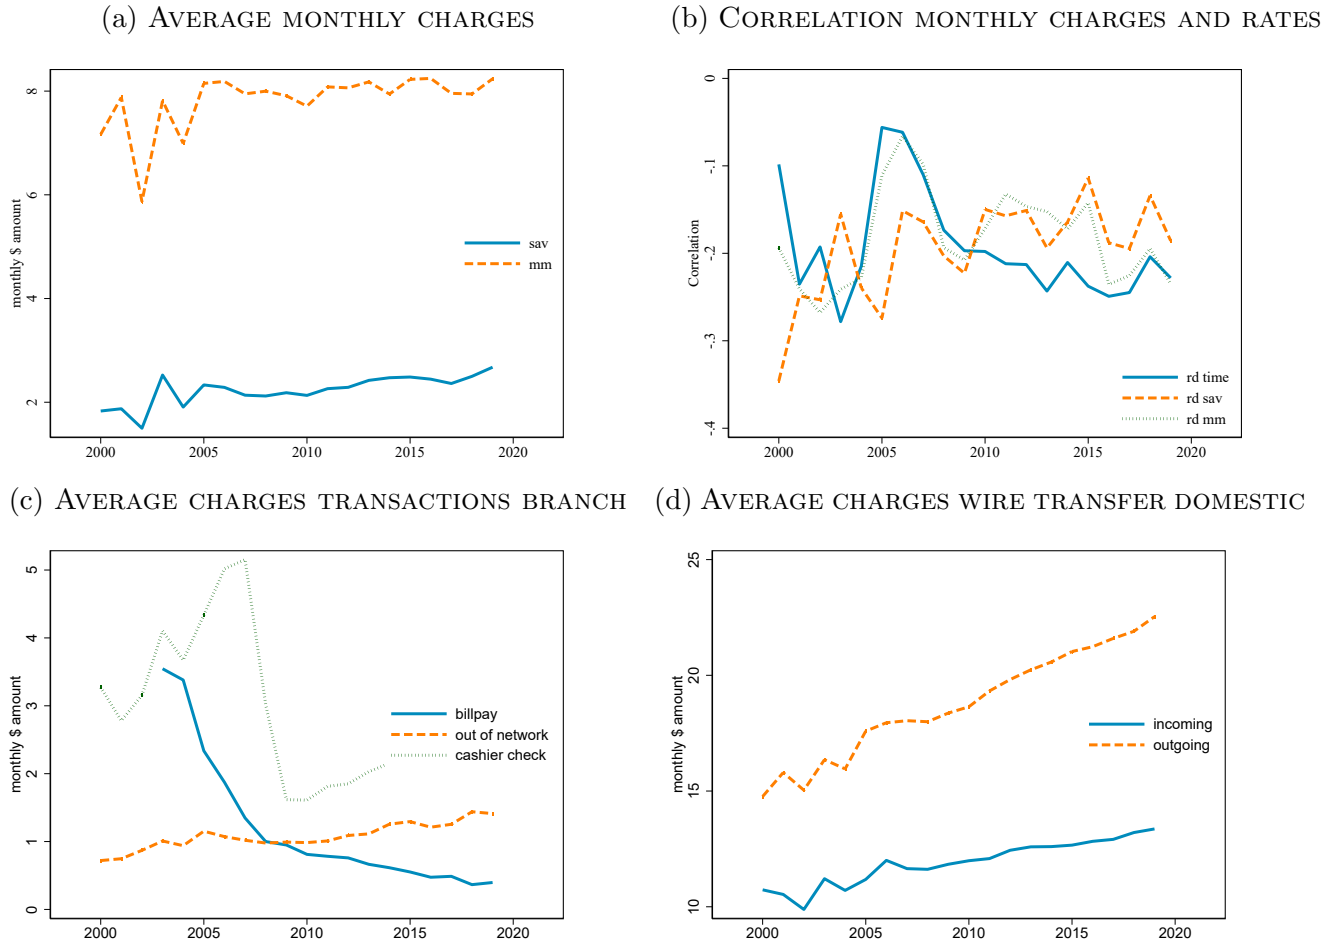 (a) Average monthly charges
8
6
4
2
monthly $ amount
sav
mm
2000 2005 2010 2015 2020
(b) Correlation monthly charges and rates
0
-.1
-.2
-.3
-.4
Correlation
rd time
rd sav
rd mm
2000 2005 2010 2015 2020
(c) Average charges transactions branch
5
4
3
2
1
0
monthly $ amount
billpay
out of network
cashier check
2000 2005 2010 2015 2020
(d) Average charges wire transfer domestic
25
20
15
10
monthly $ amount
incoming
outgoing
2000 2005 2010 2015 2020